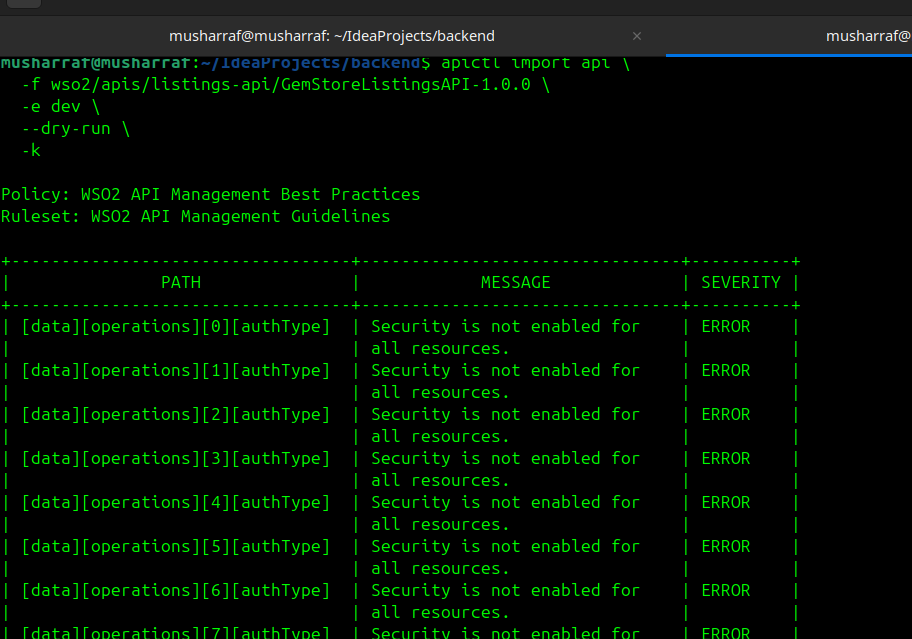 musharraf@musharraf: ~/IdeaProjects/backend × musharraf@
musharraf@musharraf:~/IdeaProjects/backend$ apictl import api \
  -f wso2/apis/listings-api/GemStoreListingsAPI-1.0.0 \
  -e dev \
  --dry-run \
  -k
Policy: WSO2 API Management Best Practices
Ruleset: WSO2 API Management Guidelines
+----------------------------------+--------------------------------+----------+
|               PATH               |            MESSAGE             | SEVERITY |
+----------------------------------+--------------------------------+----------+
| [data][operations][0][authType]  | Security is not enabled for    | ERROR    |
|                                  | all resources.                 |          |
| [data][operations][1][authType]  | Security is not enabled for    | ERROR    |
|                                  | all resources.                 |          |
| [data][operations][2][authType]  | Security is not enabled for    | ERROR    |
|                                  | all resources.                 |          |
| [data][operations][3][authType]  | Security is not enabled for    | ERROR    |
|                                  | all resources.                 |          |
| [data][operations][4][authType]  | Security is not enabled for    | ERROR    |
|                                  | all resources.                 |          |
| [data][operations][5][authType]  | Security is not enabled for    | ERROR    |
|                                  | all resources.                 |          |
| [data][operations][6][authType]  | Security is not enabled for    | ERROR    |
|                                  | all resources.                 |          |
| [data][operations][7][authType]  | Security is not enabled for    | ERROR    |